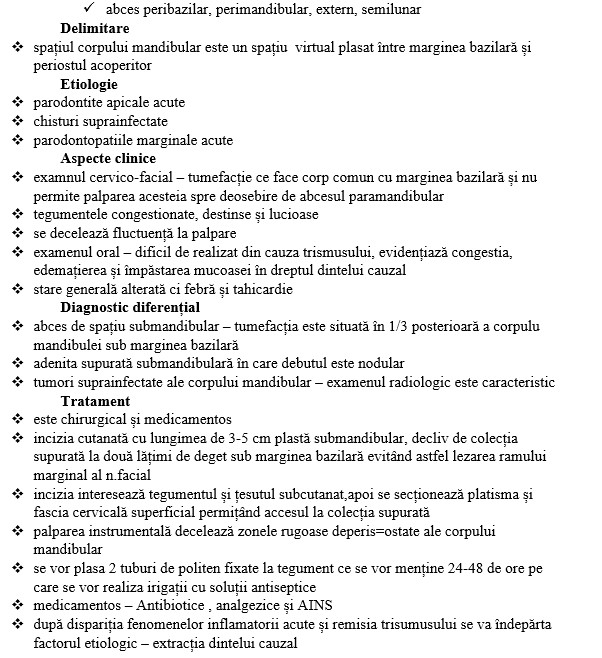 ✓ abces peribazilar, perimandibular, extern, semilunar
Delimitare
❖ spațiul corpului mandibular este un spațiu virtual plasat între marginea bazilară și
periostul acoperitor
Etiologie
❖ parodontite apicale acute
❖ chisturi suprainfectate
❖ parodontopatiile marginale acute
Aspecte clinice
❖ examnul cervico-facial – tumefacție ce face corp comun cu marginea bazilară și nu
permite palparea acesteia spre deosebire de abcesul paramandibular
❖ tegumentele congestionate, destinse și lucioase
❖ se decelează fluctuență la palpare
❖ examenul oral – dificil de realizat din cauza trismusului, evidențiază congestia,
edemațierea și împăstarea mucoasei în dreptul dintelui cauzal
❖ stare generală alterată ci febră și tahicardie
Diagnostic diferențial
❖ abces de spațiu submandibular – tumefacția este situată în 1/3 posterioară a corpulu
mandibulei sub marginea bazilară
❖ adenita supurată submandibulară în care debutul este nodular
❖ tumori suprainfectate ale corpului mandibular – examenul radiologic este caracteristic
Tratament
❖ este chirurgical și medicamentos
❖ incizia cutanată cu lungimea de 3-5 cm plastă submandibular, decliv de colecția
supurată la două lățimi de deget sub marginea bazilară evitând astfel lezarea ramului
marginal al n.facial
❖ incizia interesează tegumentul și țesutul subcutanat,apoi se secționează platisma și
fascia cervicală superficial permițând accesul la colecția supurată
❖ palparea instrumentală decelează zonele rugoase deperis=ostate ale corpului
mandibular
❖ se vor plasa 2 tuburi de politen fixate la tegument ce se vor menține 24-48 de ore pe
care se vor realiza irigații cu soluții antiseptice
❖ medicamentos – Antibiotice , analgezice și AINS
❖ după dispariția fenomenelor inflamatorii acute și remisia trisumusului se va îndepărta
factorul etiologic – extracția dintelui cauzal